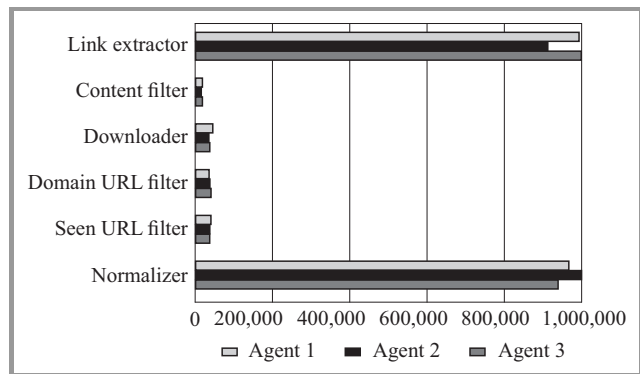 Link extractor
Content filter
Downloader
Domain URL filter
Seen URL filter
Normalizer
0 200,000 400,000 600,000 800,000 1,000,000
Agent 1 Agent 2 Agent 3